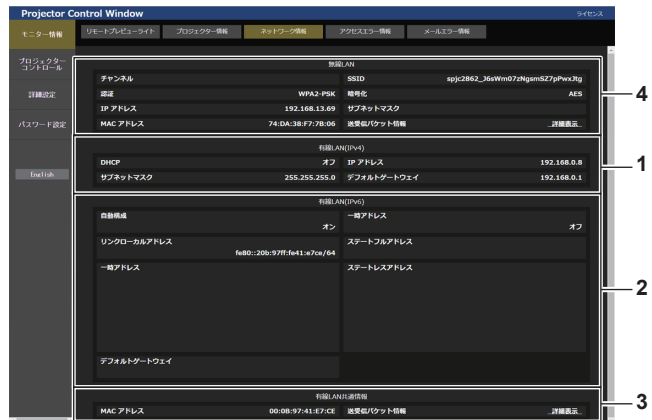 Projector Control Window
ライセンス
モニター情報
リモートプレビューライト
プロジェクター情報
ネットワーク情報
アクセスエラー情報
メールエラー情報
プロジェクター
コントロール
詳細設定
パスワード設定
English
無線LAN
チャンネル
SSID spjc2862_J6sWm07zNgsmSZ7pPwxJtg
認証 WPA2-PSK 暗号化 AES
IP アドレス 192.168.13.69 サブネットマスク
MAC アドレス 74:DA:38:F7:7B:06 送受信パケット情報 詳細表示
4
有線LAN(IPv4)
DHCP オフ IP アドレス 192.168.0.8
サブネットマスク 255.255.255.0 デフォルトゲートウェイ 192.168.0.1
1
有線LAN(IPv6)
自動構成 オン 一時アドレス オフ
リンクローカルアドレス ステートフルアドレス
fe80::20b:97ff:fe41:e7ce/64
一時アドレス ステートレスアドレス
デフォルトゲートウェイ
2
有線LAN共通情報
MAC アドレス 00:0B:97:41:E7:CE 送受信パケット情報 詳細表示
3